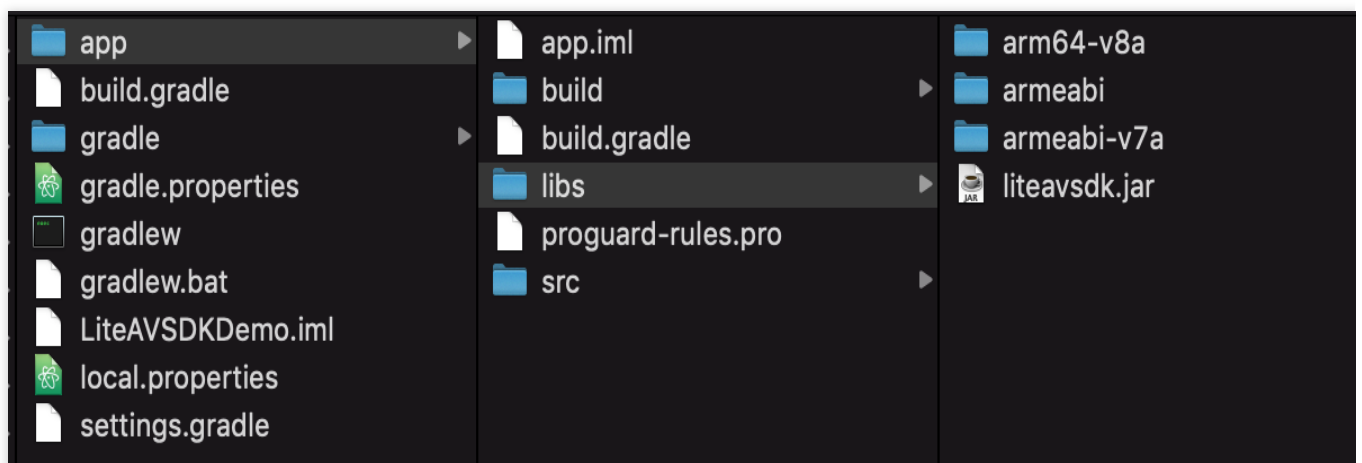 app
build.gradle
gradle
gradle.properties
gradlew
gradlew.bat
LiteAVSDKDemo.iml
local.properties
settings.gradle
app.iml
build
build.gradle
libs
proguard-rules.pro
src
arm64-v8a
armeabi
armeabi-v7a
liteavsdk.jar
JAR